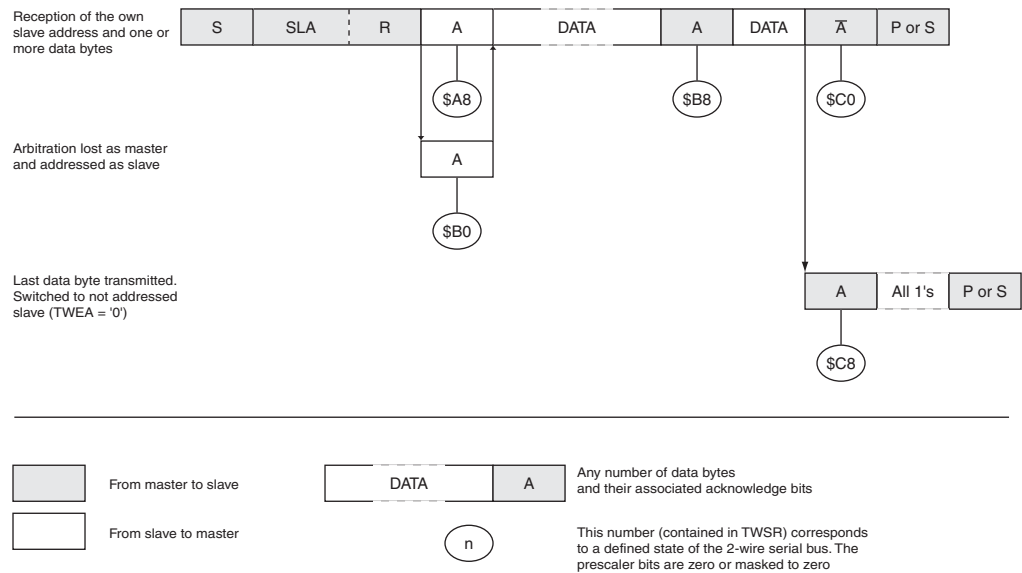 Reception of the own
slave address and one or
more data bytes
S SLA R A DATA A DATA A̅ P or S
$A8 $B8 $C0
Arbitration lost as master
and addressed as slave
A
$B0
Last data byte transmitted.
Switched to not addressed
slave (TWEA = '0')
A All 1's P or S
$C8
From master to slave
DATA A
Any number of data bytes
and their associated acknowledge bits
From slave to master
n
This number (contained in TWSR) corresponds
to a defined state of the 2-wire serial bus. The
prescaler bits are zero or masked to zero